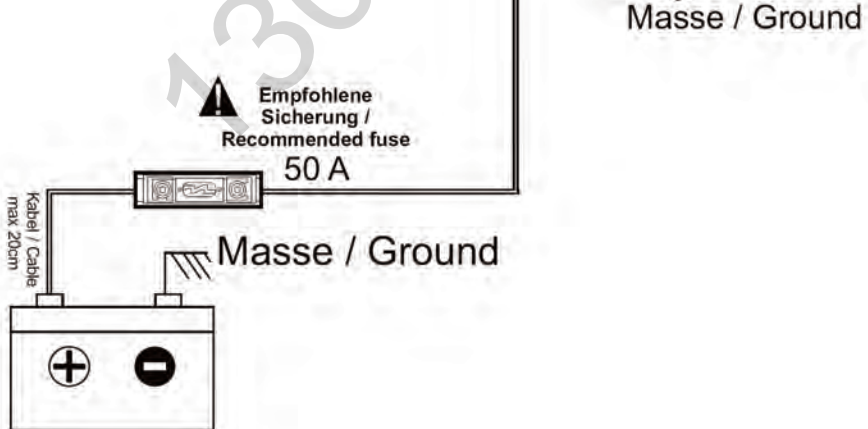 Masse / Ground
Empfohlene
Sicherung /
Recommended fuse
50 A
Kabel / Cable
max 20cm
Masse / Ground